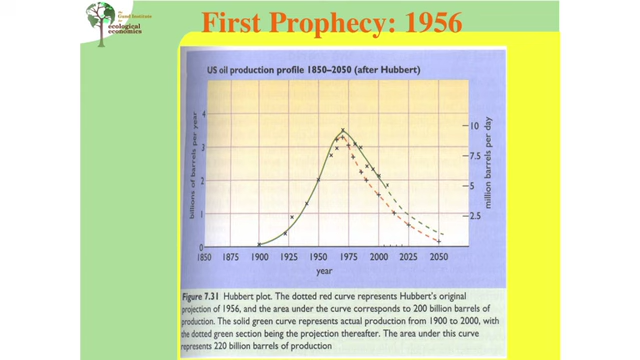 the Gund Institute
for
ecological
economics
First Prophecy: 1956
US oil production profile 1850–2050 (after Hubbert)
billions of barrels per year
4
3
2
1
0
10
7.5
5
2.5
million barrels per day
1850 1875 1900 1925 1950 1975 2000 2025 2050
year
Figure 7.31 Hubbert plot. The dotted red curve represents Hubbert's original
projection of 1956, and the area under the curve corresponds to 200 billion barrels of
production. The solid green curve represents actual production from 1900 to 2000, with
the dotted green section being the projection thereafter. The area under this curve
represents 220 billion barrels of production